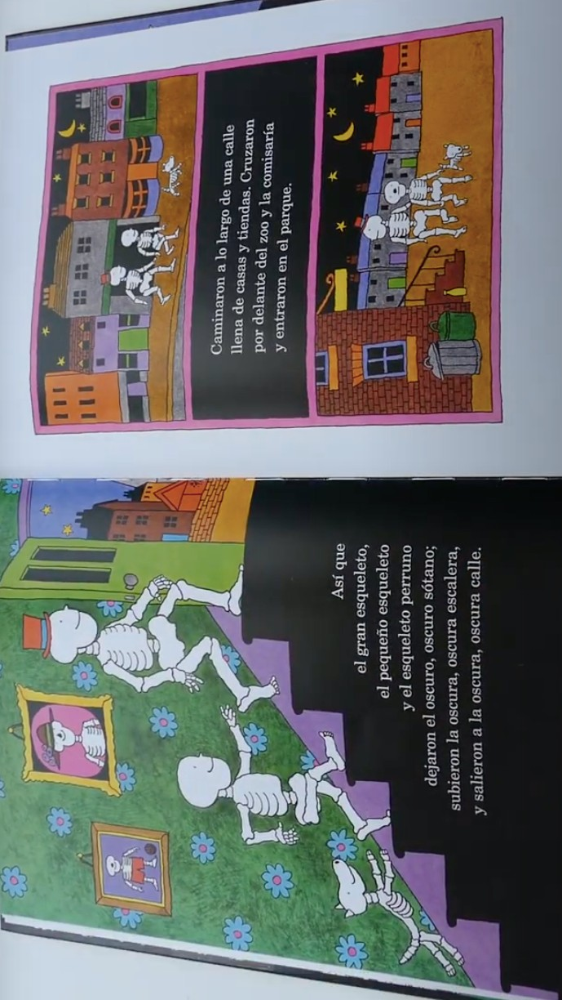 Así que
el gran esqueleto,
el pequeño esqueleto
y el esqueleto perruno
dejaron el oscuro, oscuro sótano;
subieron la oscura, oscura escalera,
y salieron a la oscura, oscura calle.
Caminaron a lo largo de una calle
llena de casas y tiendas. Cruzaron
por delante del zoo y la comisaría
y entraron en el parque.